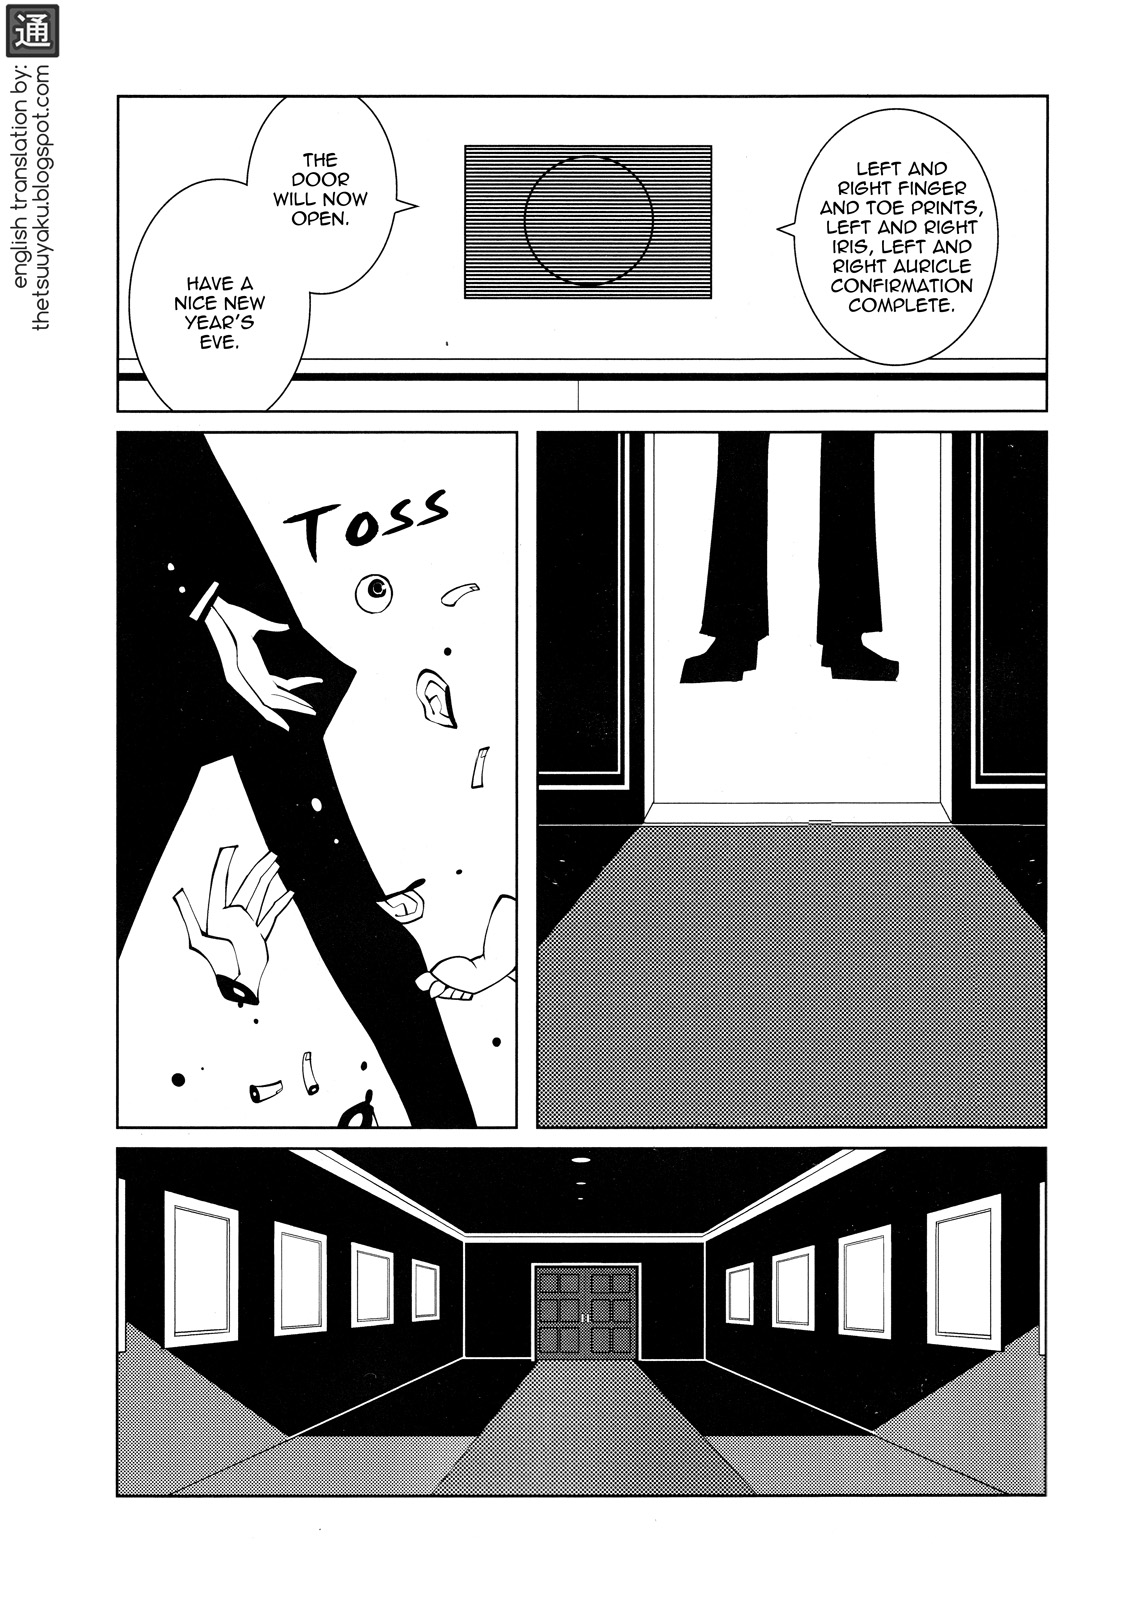 通
english translation by:
thetsuuyaku.blogspot.com
LEFT AND
RIGHT FINGER
AND TOE PRINTS,
LEFT AND RIGHT
IRIS, LEFT AND
RIGHT AURICLE
CONFIRMATION
COMPLETE.
THE
DOOR
WILL NOW
OPEN.
HAVE A
NICE NEW
YEAR'S
EVE.
TOSS